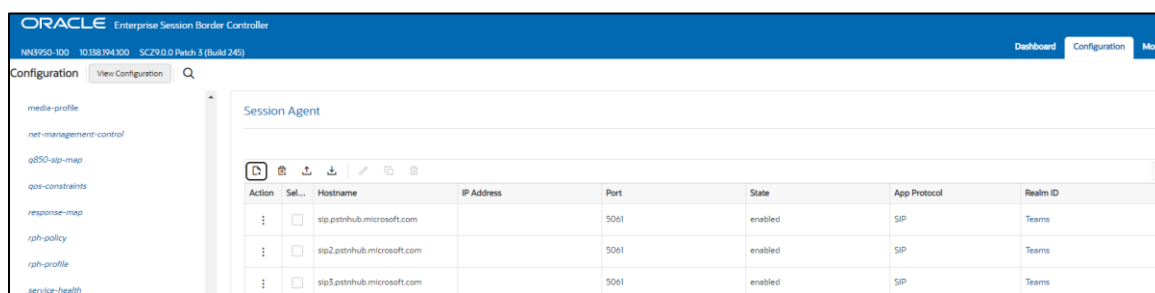 ORACLE Enterprise Session Border Controller
NN3950-100 10.138.194.100 SCZ9.0.0 Patch 3 (Build 245)
Dashboard Configuration Mo
Configuration View Configuration
media-profile
net-management-control
q850-sip-map
qos-constraints
response-map
rph-policy
rph-profile
service-health
Session Agent
Action Sel... Hostname IP Address Port State App Protocol Realm ID
sip.pstnhub.microsoft.com 5061 enabled SIP Teams
sip2.pstnhub.microsoft.com 5061 enabled SIP Teams
sip3.pstnhub.microsoft.com 5061 enabled SIP Teams